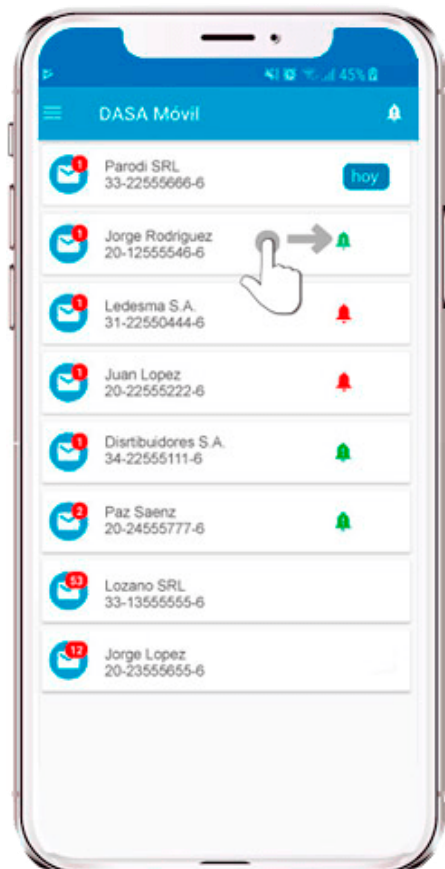 45%
DASA Móvil
1
Parodi SRL
33-22555666-6
hoy
1
Jorge Rodriguez
20-12555546-6
1
Ledesma S.A.
31-22550444-6
1
Juan Lopez
20-22555222-6
1
Disrtibuidores S.A.
34-22555111-6
2
Paz Saenz
20-24555777-6
53
Lozano SRL
33-13555555-6
12
Jorge Lopez
20-23555655-6